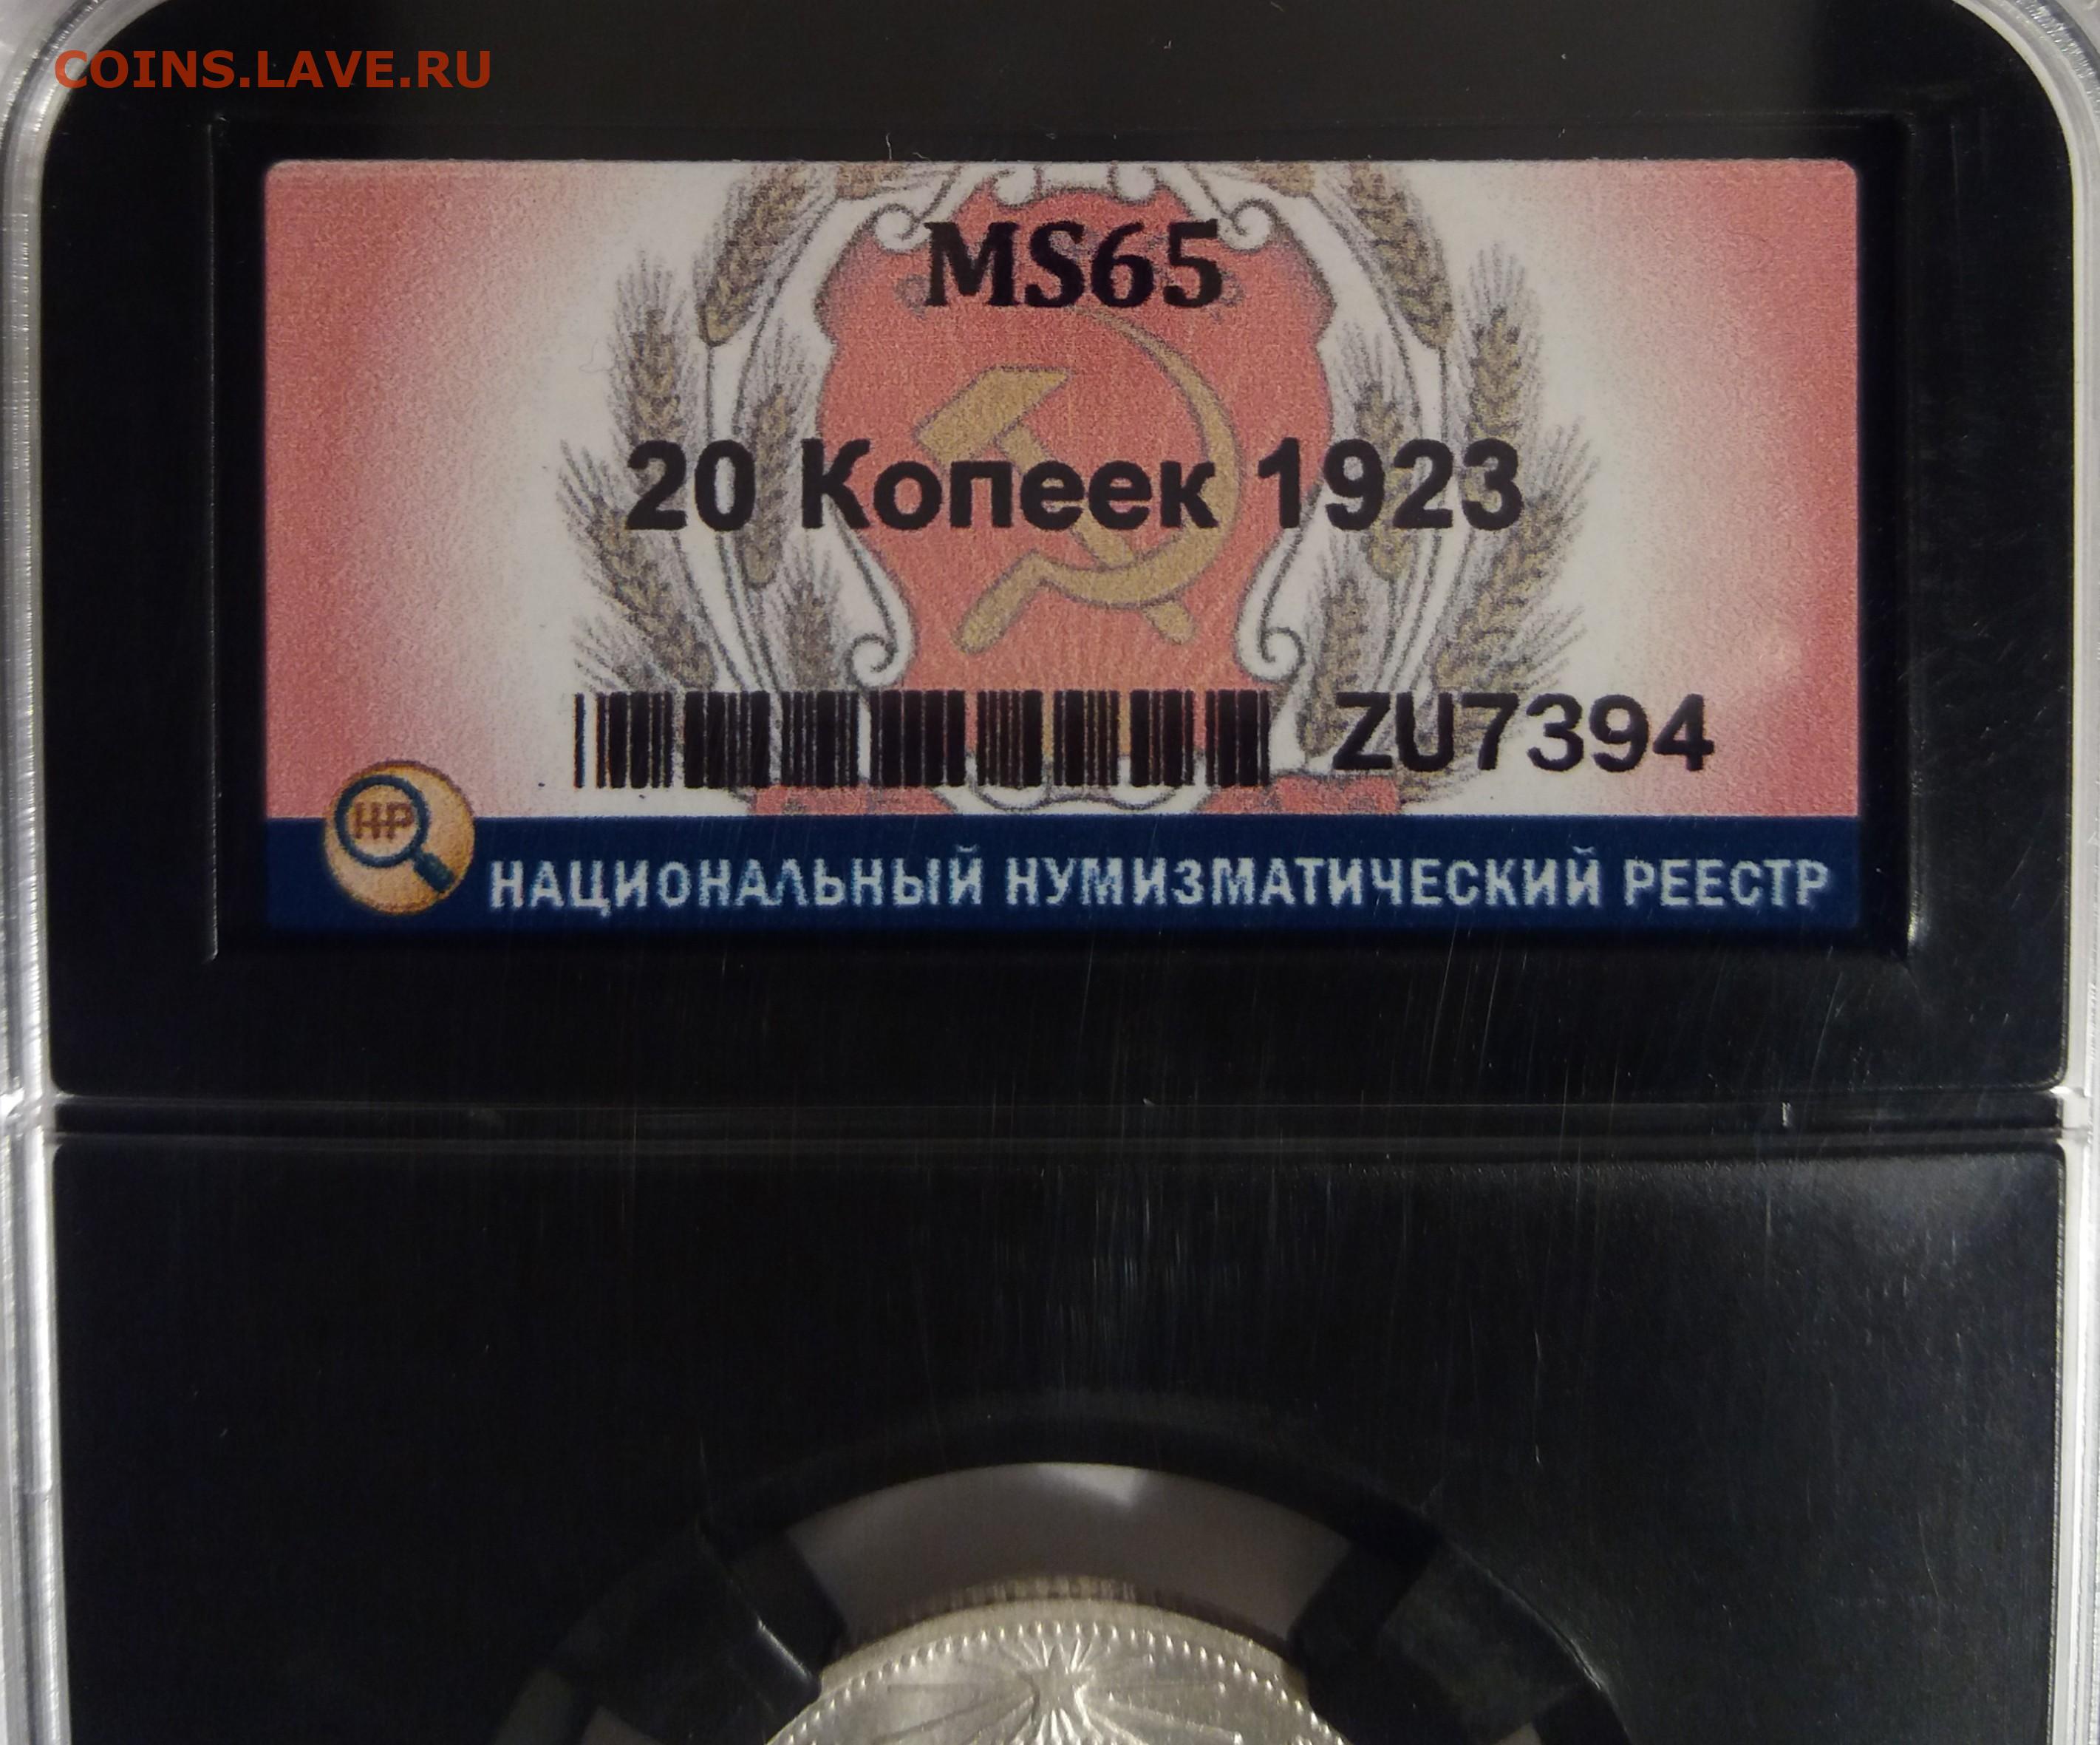 COINS.LAVE.RU
MS65
20 Копеек 1923
ZU7394
НР
НАЦИОНАЛЬНЫЙ НУМИЗМАТИЧЕСКИЙ РЕЕСТР